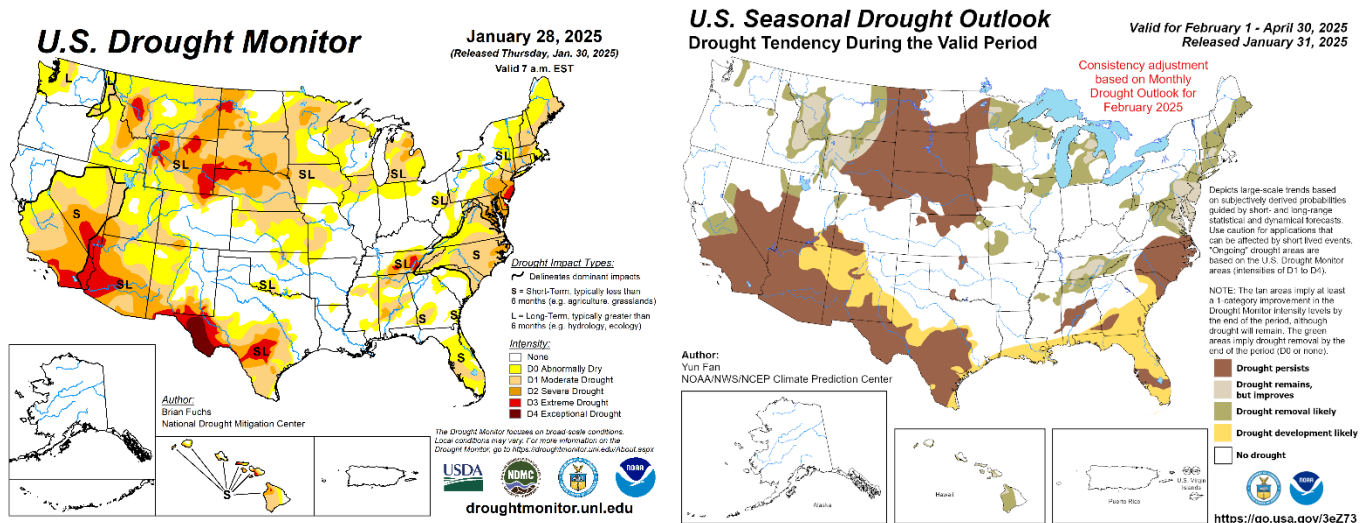 U.S. Drought Monitor
January 28, 2025
(Released Thursday, Jan. 30, 2025)
Valid 7 a.m. EST
L
L
SL
S
SL
SL
SL
SL
SL
SL
S
SL
SL
S
S
S
S
Drought Impact Types:
Delineates dominant impacts
S = Short-Term, typically less than
6 months (e.g. agriculture, grasslands)
L = Long-Term, typically greater than
6 months (e.g. hydrology, ecology)
Intensity:
None
D0 Abnormally Dry
D1 Moderate Drought
D2 Severe Drought
D3 Extreme Drought
D4 Exceptional Drought
Author:
Brian Fuchs
National Drought Mitigation Center
S
The Drought Monitor focuses on broad-scale conditions.
Local conditions may vary. For more information on the
Drought Monitor, go to https://droughtmonitor.unl.edu/About.aspx
USDA
NDMC
NOAA
droughtmonitor.unl.edu
U.S. Seasonal Drought Outlook
Drought Tendency During the Valid Period
Valid for February 1 - April 30, 2025
Released January 31, 2025
Consistency adjustment
based on Monthly
Drought Outlook for
February 2025
Depicts large-scale trends based
on subjectively derived probabilities
guided by short- and long-range
statistical and dynamical forecasts.
Use caution for applications that
can be affected by short lived events.
"Ongoing" drought areas are
based on the U.S. Drought Monitor
areas (intensities of D1 to D4).
NOTE: The tan areas imply at least
a 1-category improvement in the
Drought Monitor intensity levels by
the end of the period, although
drought will remain. The green
areas imply drought removal by the
end of the period (D0 or none).
Author:
Yun Fan
NOAA/NWS/NCEP Climate Prediction Center
Drought persists
Drought remains,
but improves
Drought removal likely
Drought development likely
No drought
Alaska
Hawaii
Puerto Rico
U.S. Virgin
Islands
NOAA
https://go.usa.gov/3eZ73